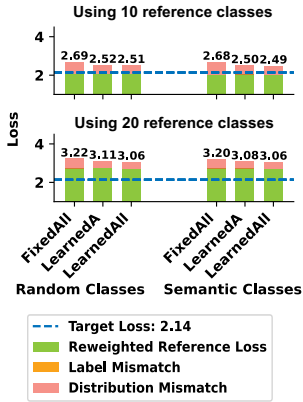 Using 10 reference classes
4
2
2.69 2.52 2.51 2.68 2.50 2.49
Loss
Using 20 reference classes
4
2
3.22 3.11 3.06 3.20 3.08 3.06
FixedAll LearnedA LearnedAll FixedAll LearnedA LearnedAll
Random Classes Semantic Classes
Target Loss: 2.14
Reweighted Reference Loss
Label Mismatch
Distribution Mismatch